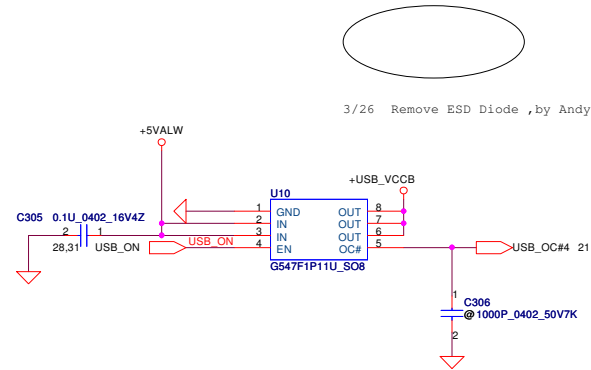 3/26 Remove ESD Diode ,by Andy
+5VALW
+USB_VCCB
U10
C305 0.1U_0402_16V4Z
2 1
28,31 USB_ON
USB_ON
1 GND OUT 8
2 IN OUT 7
3 IN OUT 6
4 EN OC# 5
G547F1P11U_SO8
USB_OC#4 21
1
C306
@ 1000P_0402_50V7K
2